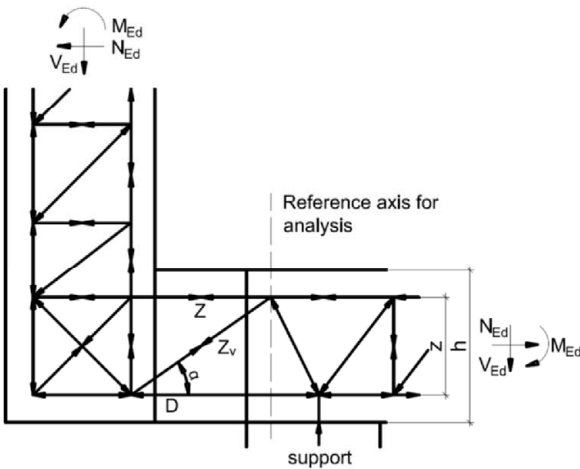 M_Ed
N_Ed
V_Ed
Reference axis for
analysis
Z
Z_v
α
D
z
h
N_Ed
V_Ed
M_Ed
support